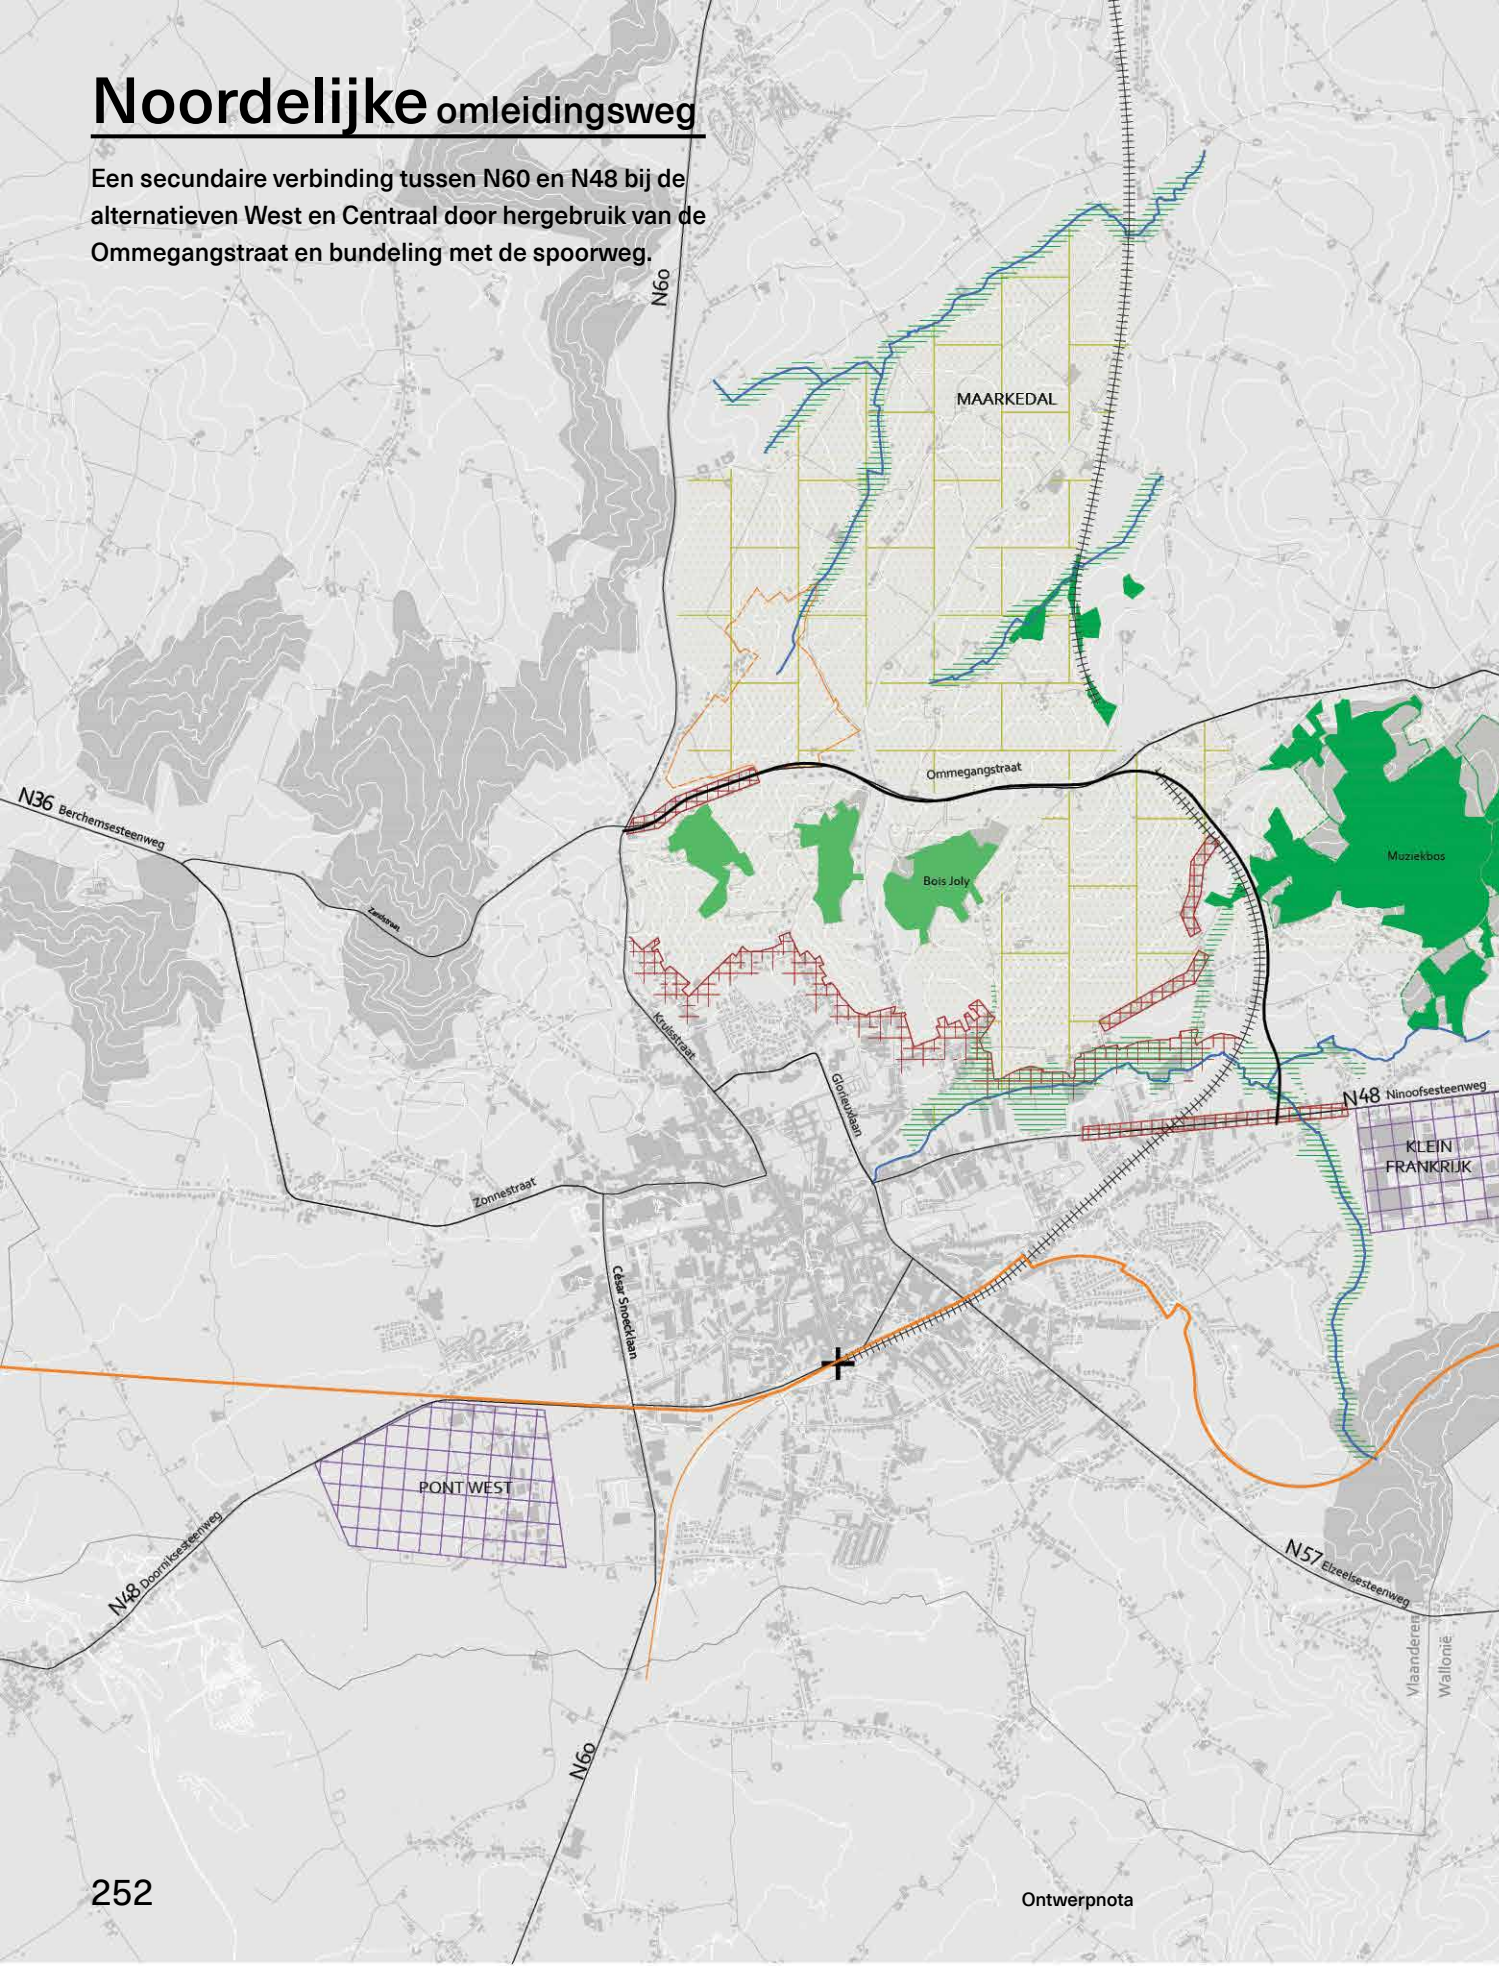 Noordelijke omleidingsweg
Een secundaire verbinding tussen N60 en N48 bij de
alternatieven West en Centraal door hergebruik van de
Ommegangstraat en bundeling met de spoorweg.
N60
MAARKEDAL
Ommegangstraat
N36 Berchemsesteenweg
Zandstraat
Bois Joly
Muziekbos
Kruisstraat
Glorieuxlaan
N48 Ninoofsesteenweg
KLEIN
FRANKRIJK
Zonnestraat
César Snoecklaan
PONT WEST
N48 Doorniksesteenweg
N57 Elzeelsesteenweg
Vlaanderen
Wallonië
N60
252
Ontwerpnota